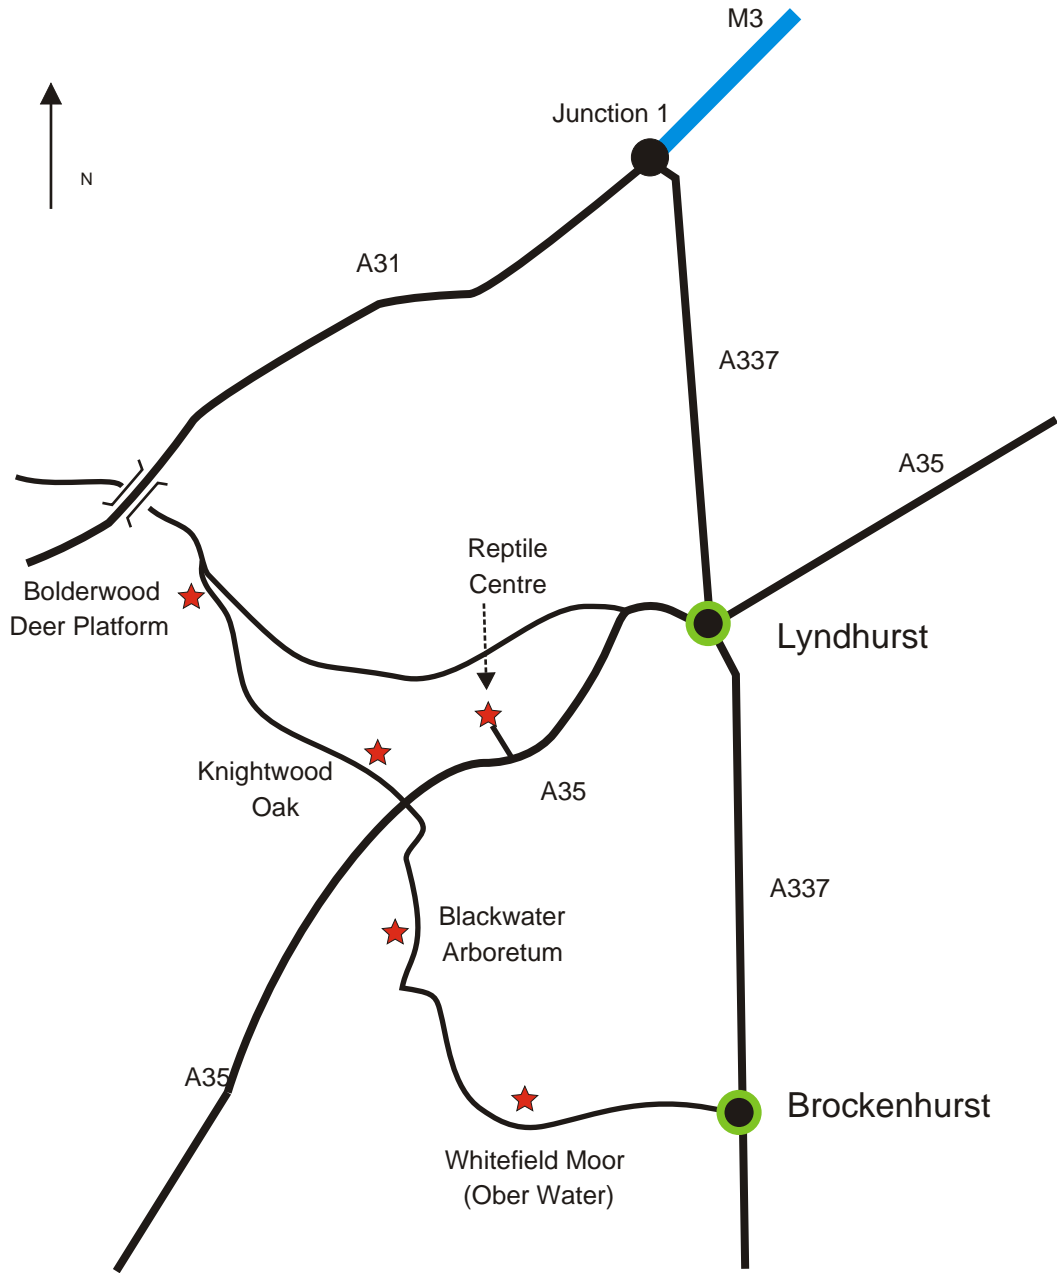 M3
Junction 1
N
A31
A337
A35
Reptile
Centre
Bolderwood
Deer Platform
Lyndhurst
Knightwood
Oak
A35
A337
Blackwater
Arboretum
A35
Brockenhurst
Whitefield Moor
(Ober Water)